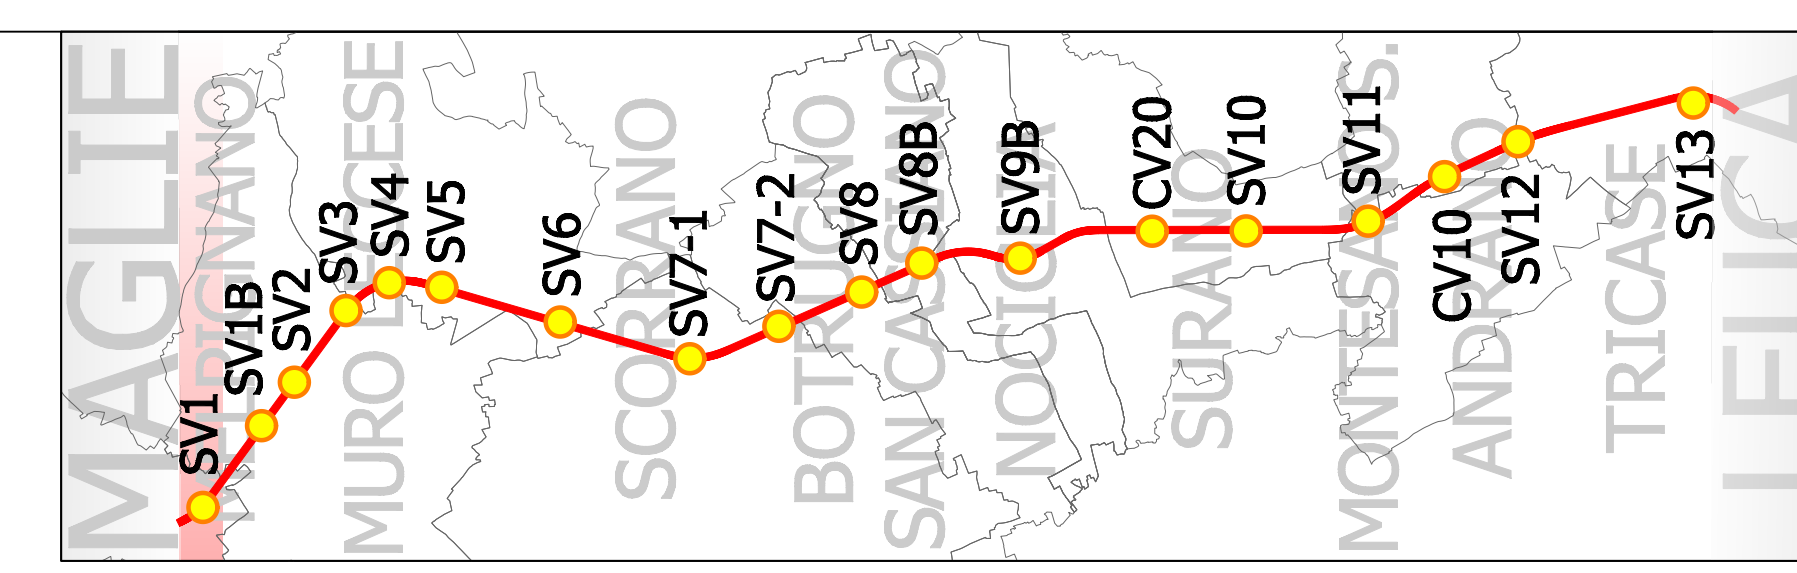 MAGLIE
MELPIGNANO
MURO LECCESE
SCORRANO
BOTRUGNO
SAN CASSIANO
NOCIGLIA
SURANO
MONTESANO S.
ANDRANO
TRICASE
SV1
SV1B
SV2
SV3
SV4
SV5
SV6
SV7-1
SV7-2
SV8
SV8B
SV9B
CV20
SV10
SV11
CV10
SV12
SV13